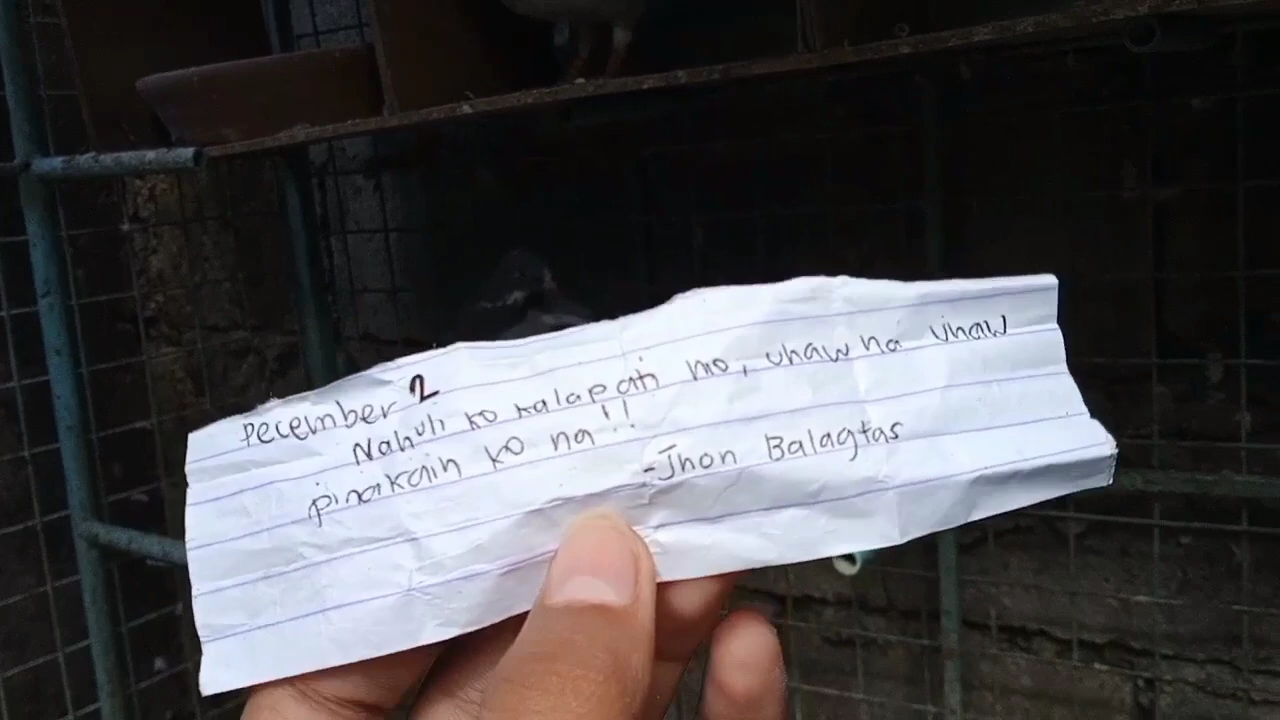 December 2
Nahuli ko kalapati mo, uhaw na uhaw
pinakain ko na!!
-Jhon Balagtas